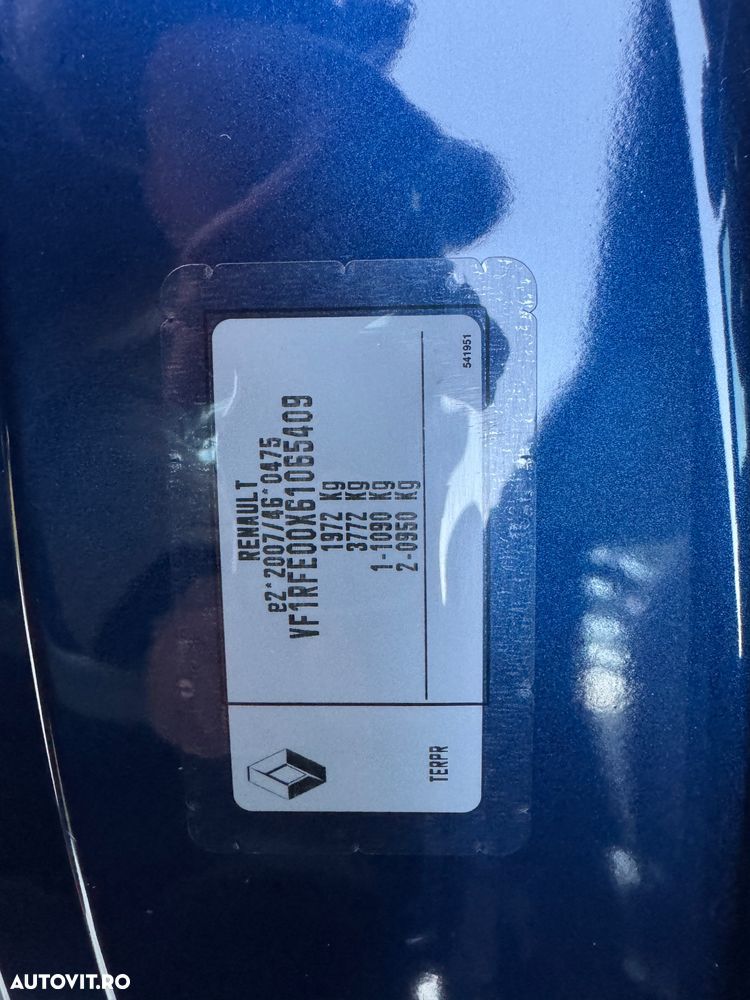 RENAULT
e2*2007/46*0475
VF1RFE00X61065409
1972 Kg
3772 Kg
1-1090 Kg
2-0950 Kg
541951
TERPR
AUTOVIT.RO